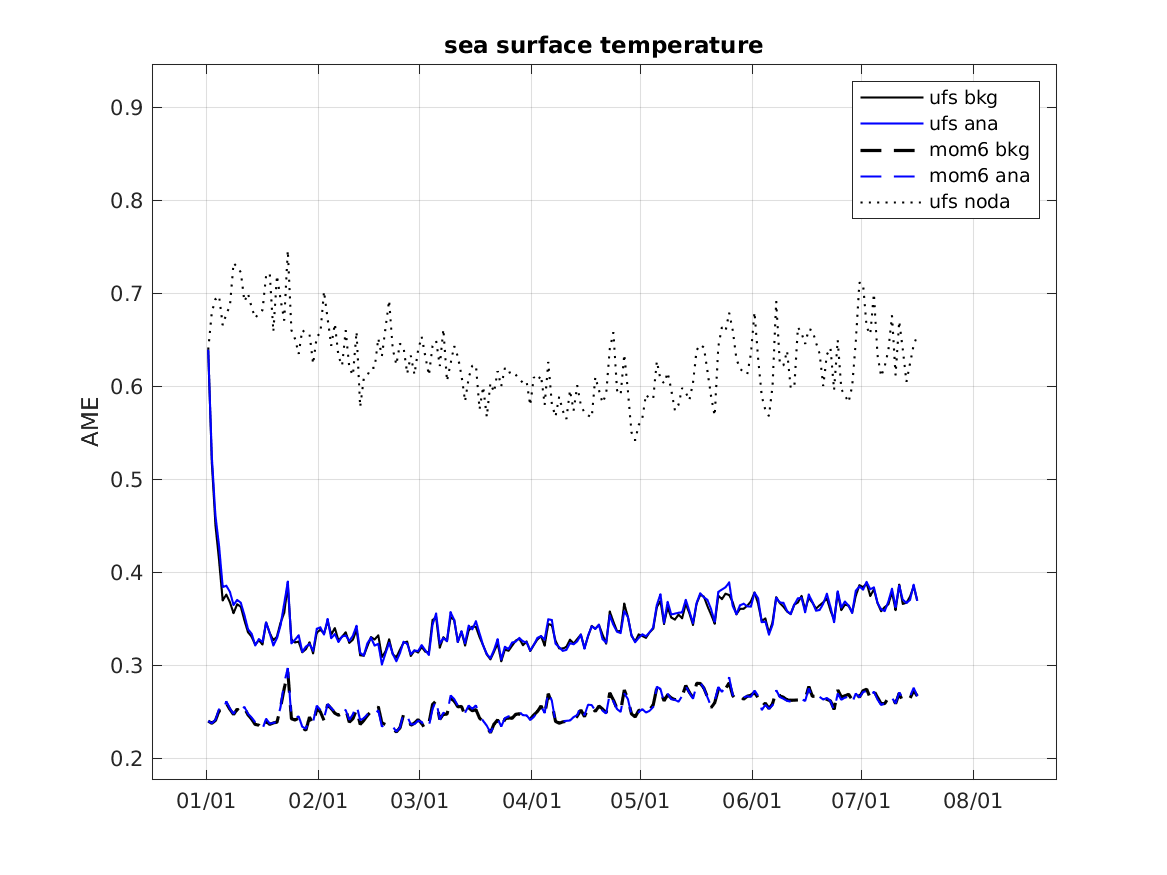 sea surface temperature
AME
0.9
0.8
0.7
0.6
0.5
0.4
0.3
0.2
01/01 02/01 03/01 04/01 05/01 06/01 07/01 08/01
ufs bkg
ufs ana
mom6 bkg
mom6 ana
ufs noda